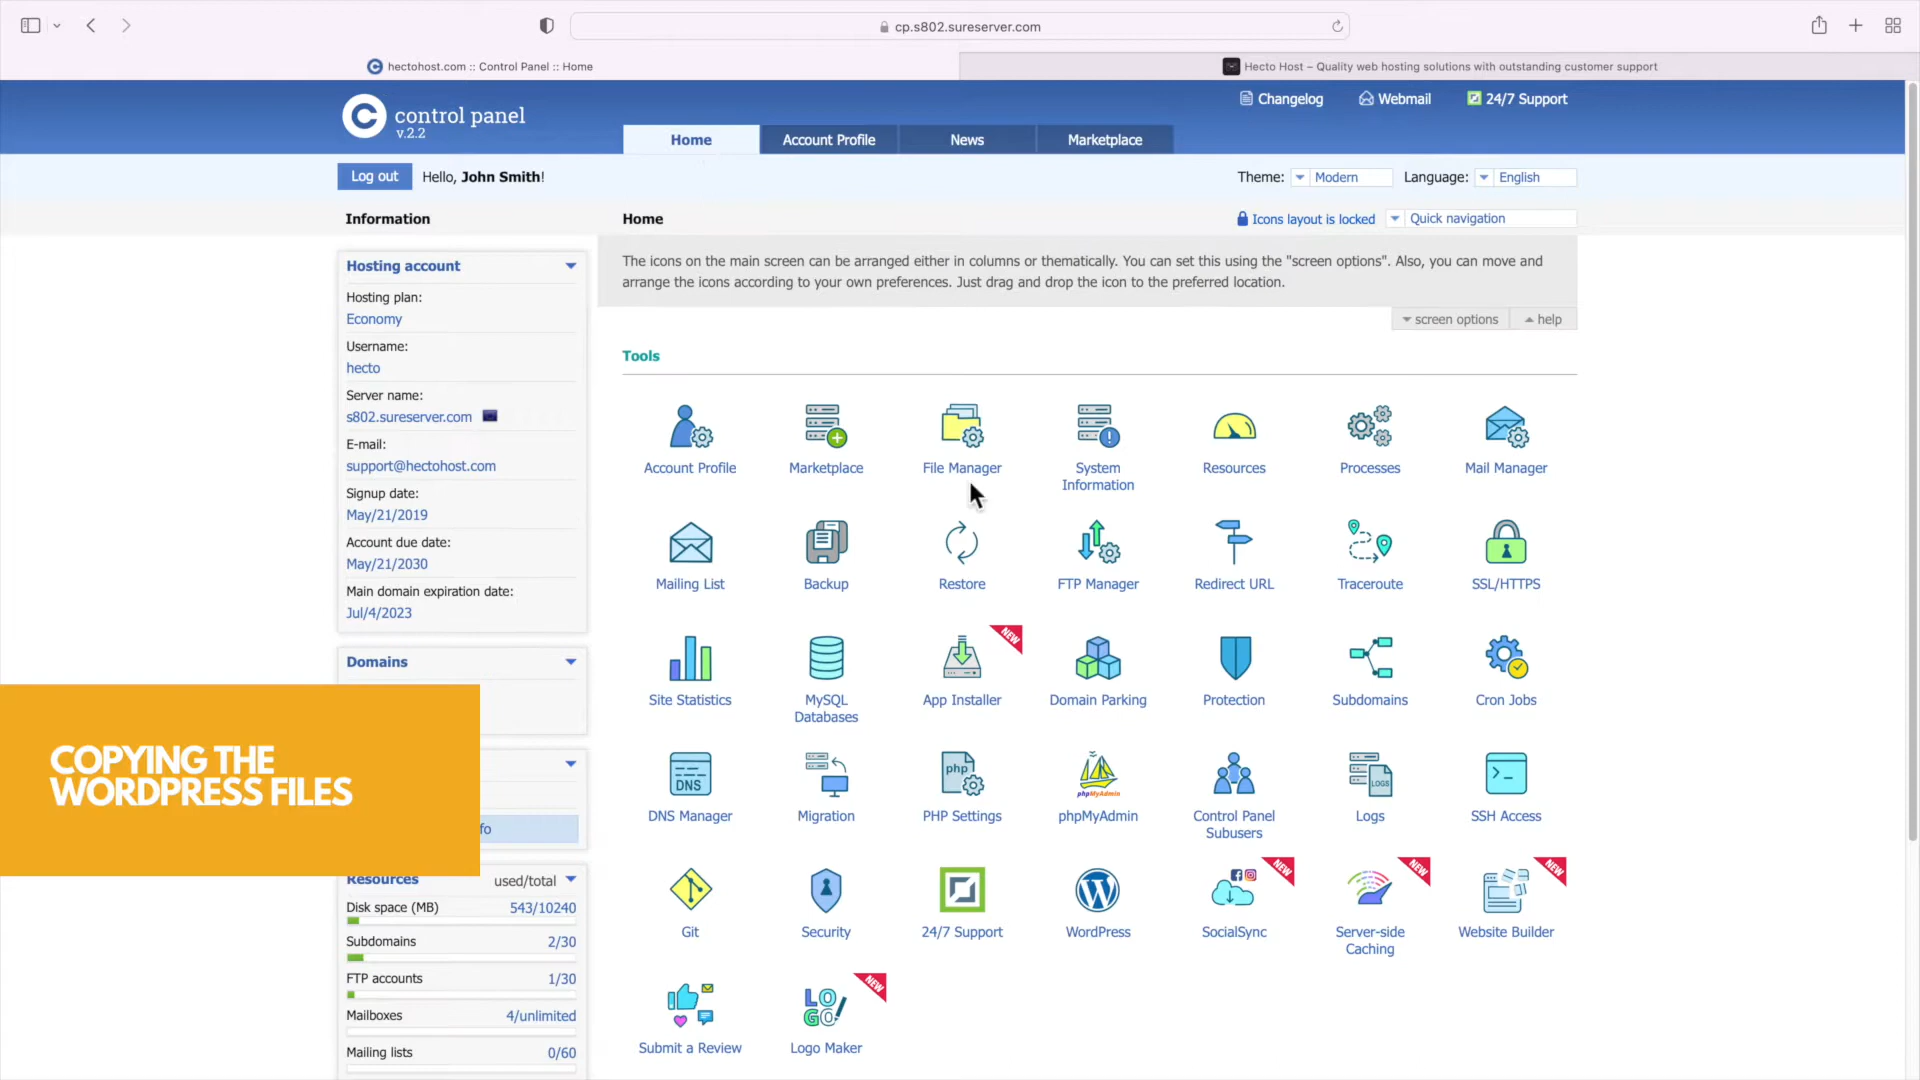 cp.s802.sureserver.com
hectohost.com :: Control Panel :: Home
Hecto Host – Quality web hosting solutions with outstanding customer support
control panel
v.2.2
Changelog
Webmail
24/7 Support
Home
Account Profile
News
Marketplace
Log out
Hello, John Smith!
Theme:
Modern
Language:
English
Information
Home
Icons layout is locked
Quick navigation
The icons on the main screen can be arranged either in columns or thematically. You can set this using the "screen options". Also, you can move and
arrange the icons according to your own preferences. Just drag and drop the icon to the preferred location.
screen options
help
Hosting account
Hosting plan:
Economy
Username:
hecto
Server name:
s802.sureserver.com
E-mail:
support@hectohost.com
Signup date:
May/21/2019
Account due date:
May/21/2030
Main domain expiration date:
Jul/4/2023
Domains
COPYING THE
WORDPRESS FILES
fo
Resources
used/total
Disk space (MB)
543/10240
Subdomains
2/30
FTP accounts
1/30
Mailboxes
4/unlimited
Mailing lists
0/60
Tools
Account Profile
Marketplace
File Manager
System
Information
Resources
Processes
Mail Manager
Mailing List
Backup
Restore
FTP Manager
Redirect URL
Traceroute
SSL/HTTPS
NEW
Site Statistics
MySQL
Databases
App Installer
Domain Parking
Protection
Subdomains
Cron Jobs
DNS
php
phpMyAdmin
LOGS
DNS Manager
Migration
PHP Settings
phpMyAdmin
Control Panel
Subusers
Logs
SSH Access
NEW
NEW
NEW
Git
Security
24/7 Support
WordPress
SocialSync
Server-side
Caching
Website Builder
NEW
LO
GO
Submit a Review
Logo Maker